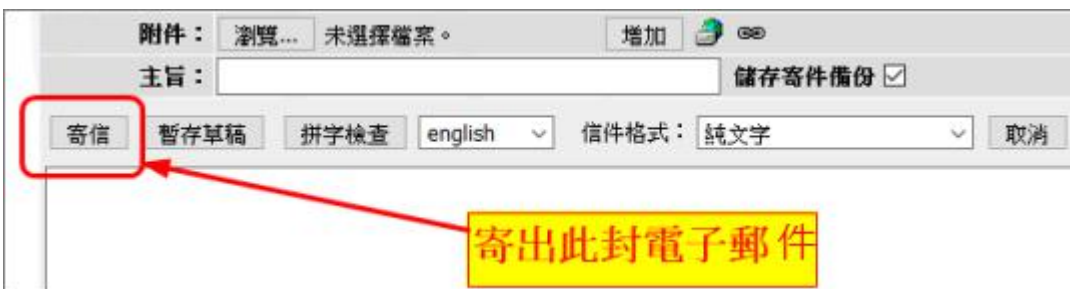 附件： 瀏覽... 未選擇檔案。 增加
主旨： 儲存寄件備份
寄信 暫存草稿 拼字檢查 english 信件格式： 純文字 取消
寄出此封電子郵件